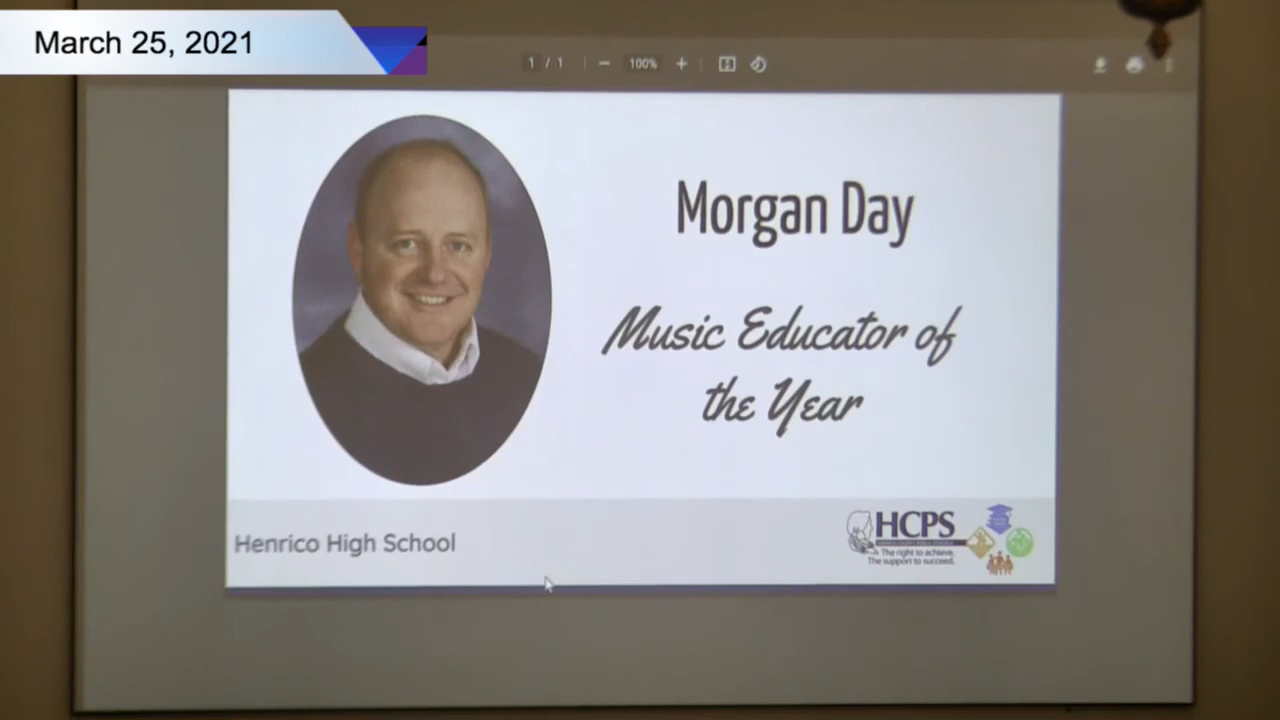 March 25, 2021
1 / 1 — 100% +
Morgan Day
Music Educator of
the Year
Henrico High School
HCPS
The right to achieve.
The support to succeed.